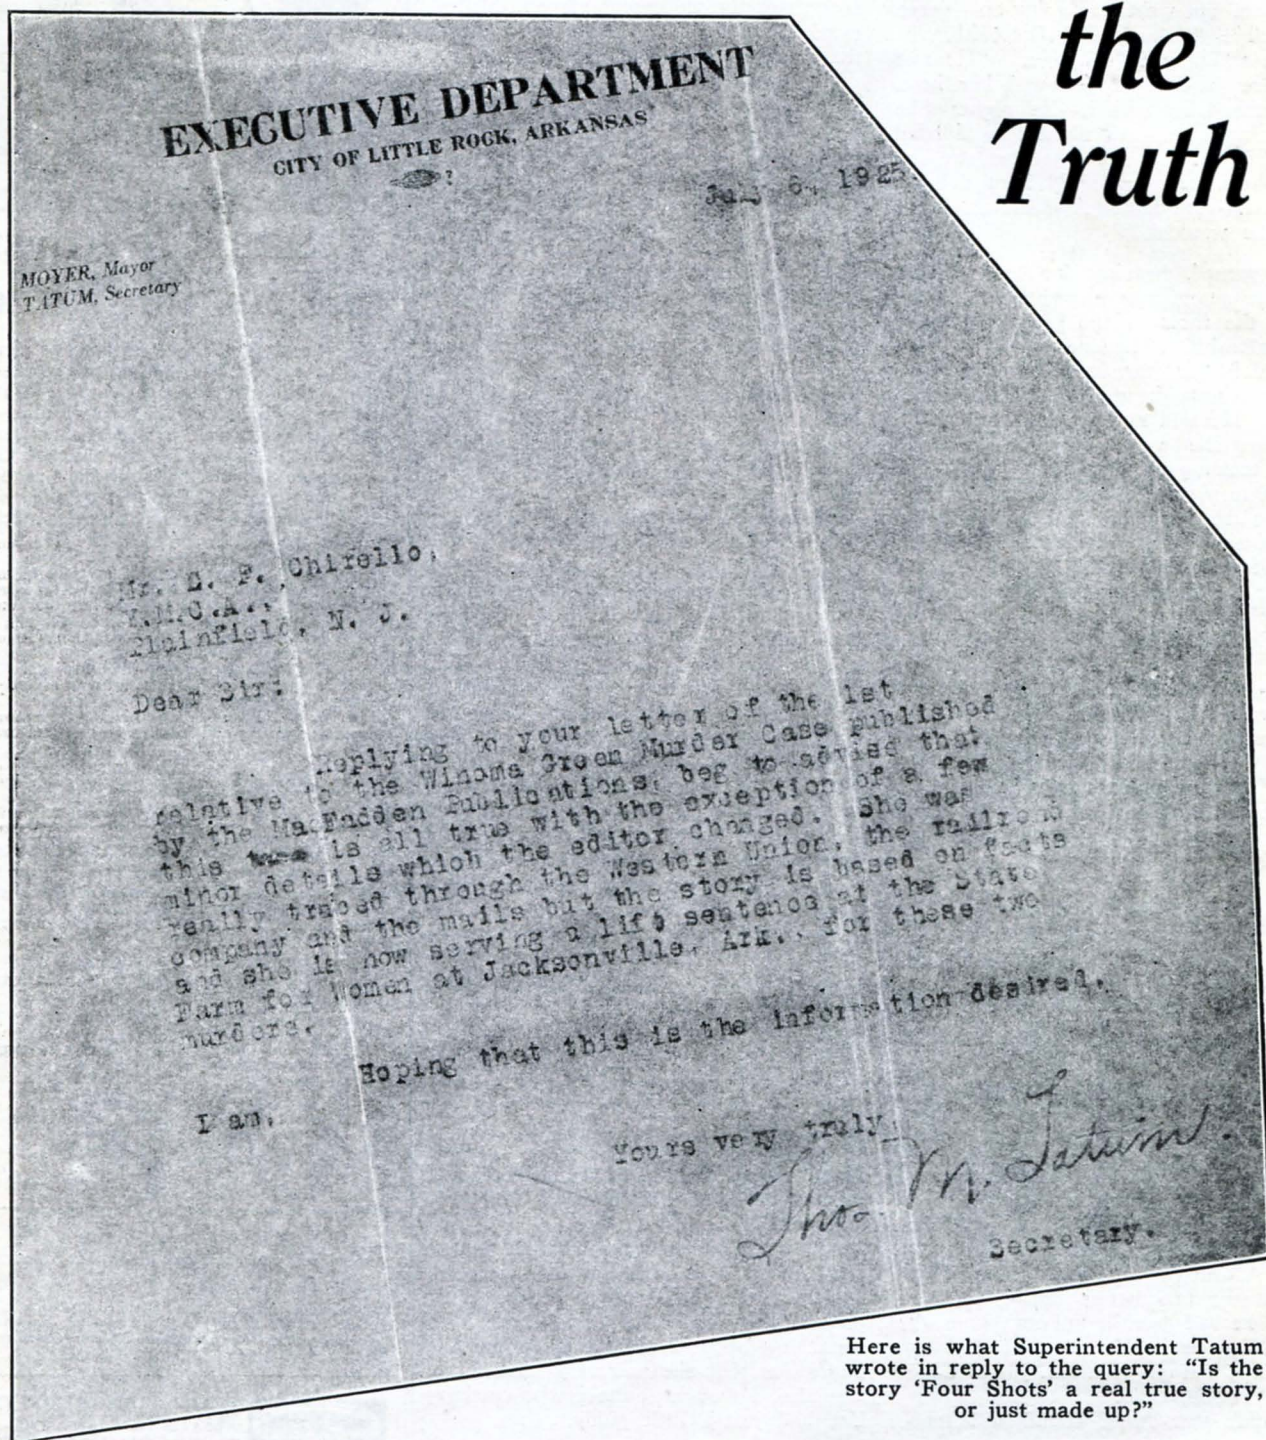 the
Truth
EXECUTIVE DEPARTMENT
CITY OF LITTLE ROCK, ARKANSAS
July 6, 1925
MOYER, Mayor
TATUM, Secretary
Mr. E. P. Chirello,
Y.M.C.A.,
Plainfield, N. J.
Dear Sir:
Replying to your letter of the 1st
relative to the Winona Green Murder Case published
by the MacFadden Publications, beg to advise that
this is all true with the exception of a few
minor details which the editor changed. She was
really traced through the Western Union, the railroad
company and the mails but the story is based on facts
and she is now serving a life sentence at the State
Farm for Women at Jacksonville, Ark., for these two
murders.
Hoping that this is the information desired,
I am,
Yours very truly,
Thos. M. Tatum.
Secretary.
Here is what Superintendent Tatum
wrote in reply to the query: "Is the
story 'Four Shots' a real true story,
or just made up?"